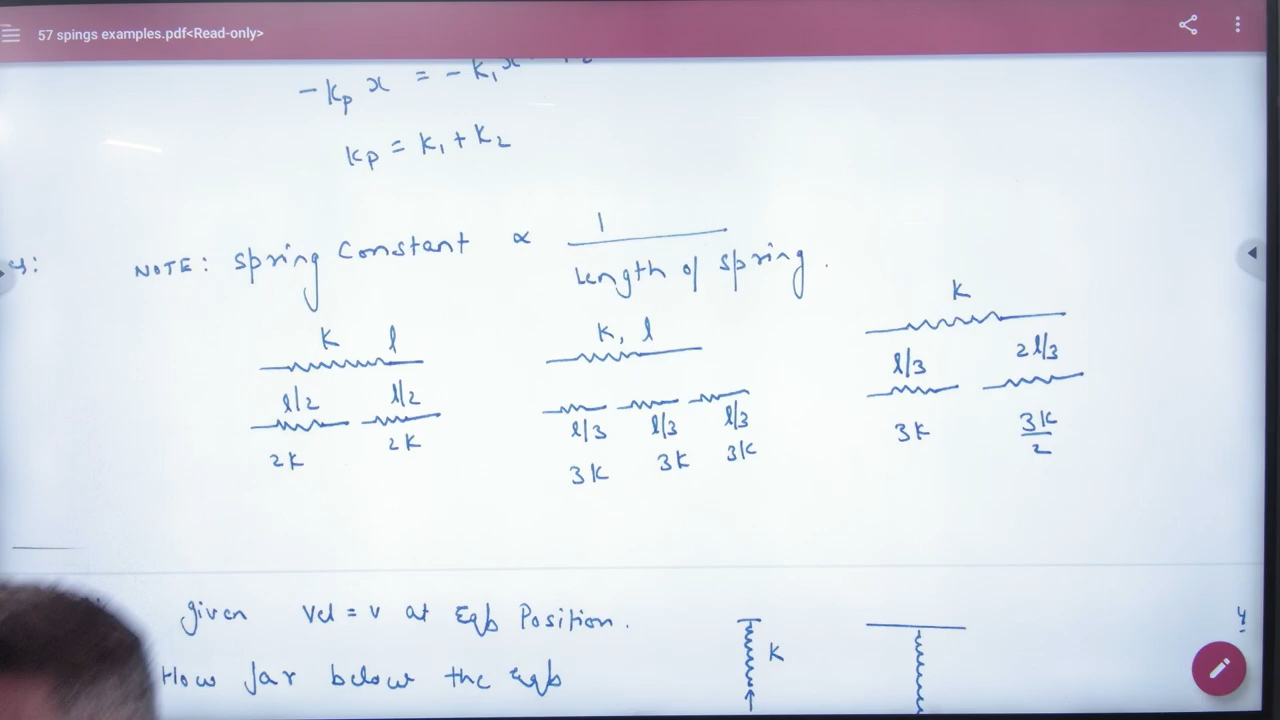 57 spings examples.pdf<Read-only>
-kp x = -k₁x
kp = k₁ + k₂
NOTE: Spring Constant ∝ 1 / Length of spring.
K l
l/2 l/2
2K 2K
K, l
l/3 l/3 l/3
3K 3K 3K
K
l/3 2l/3
3K 3K/2
given Vel = v at Eqb Position.
How far below the Eqb
K
4